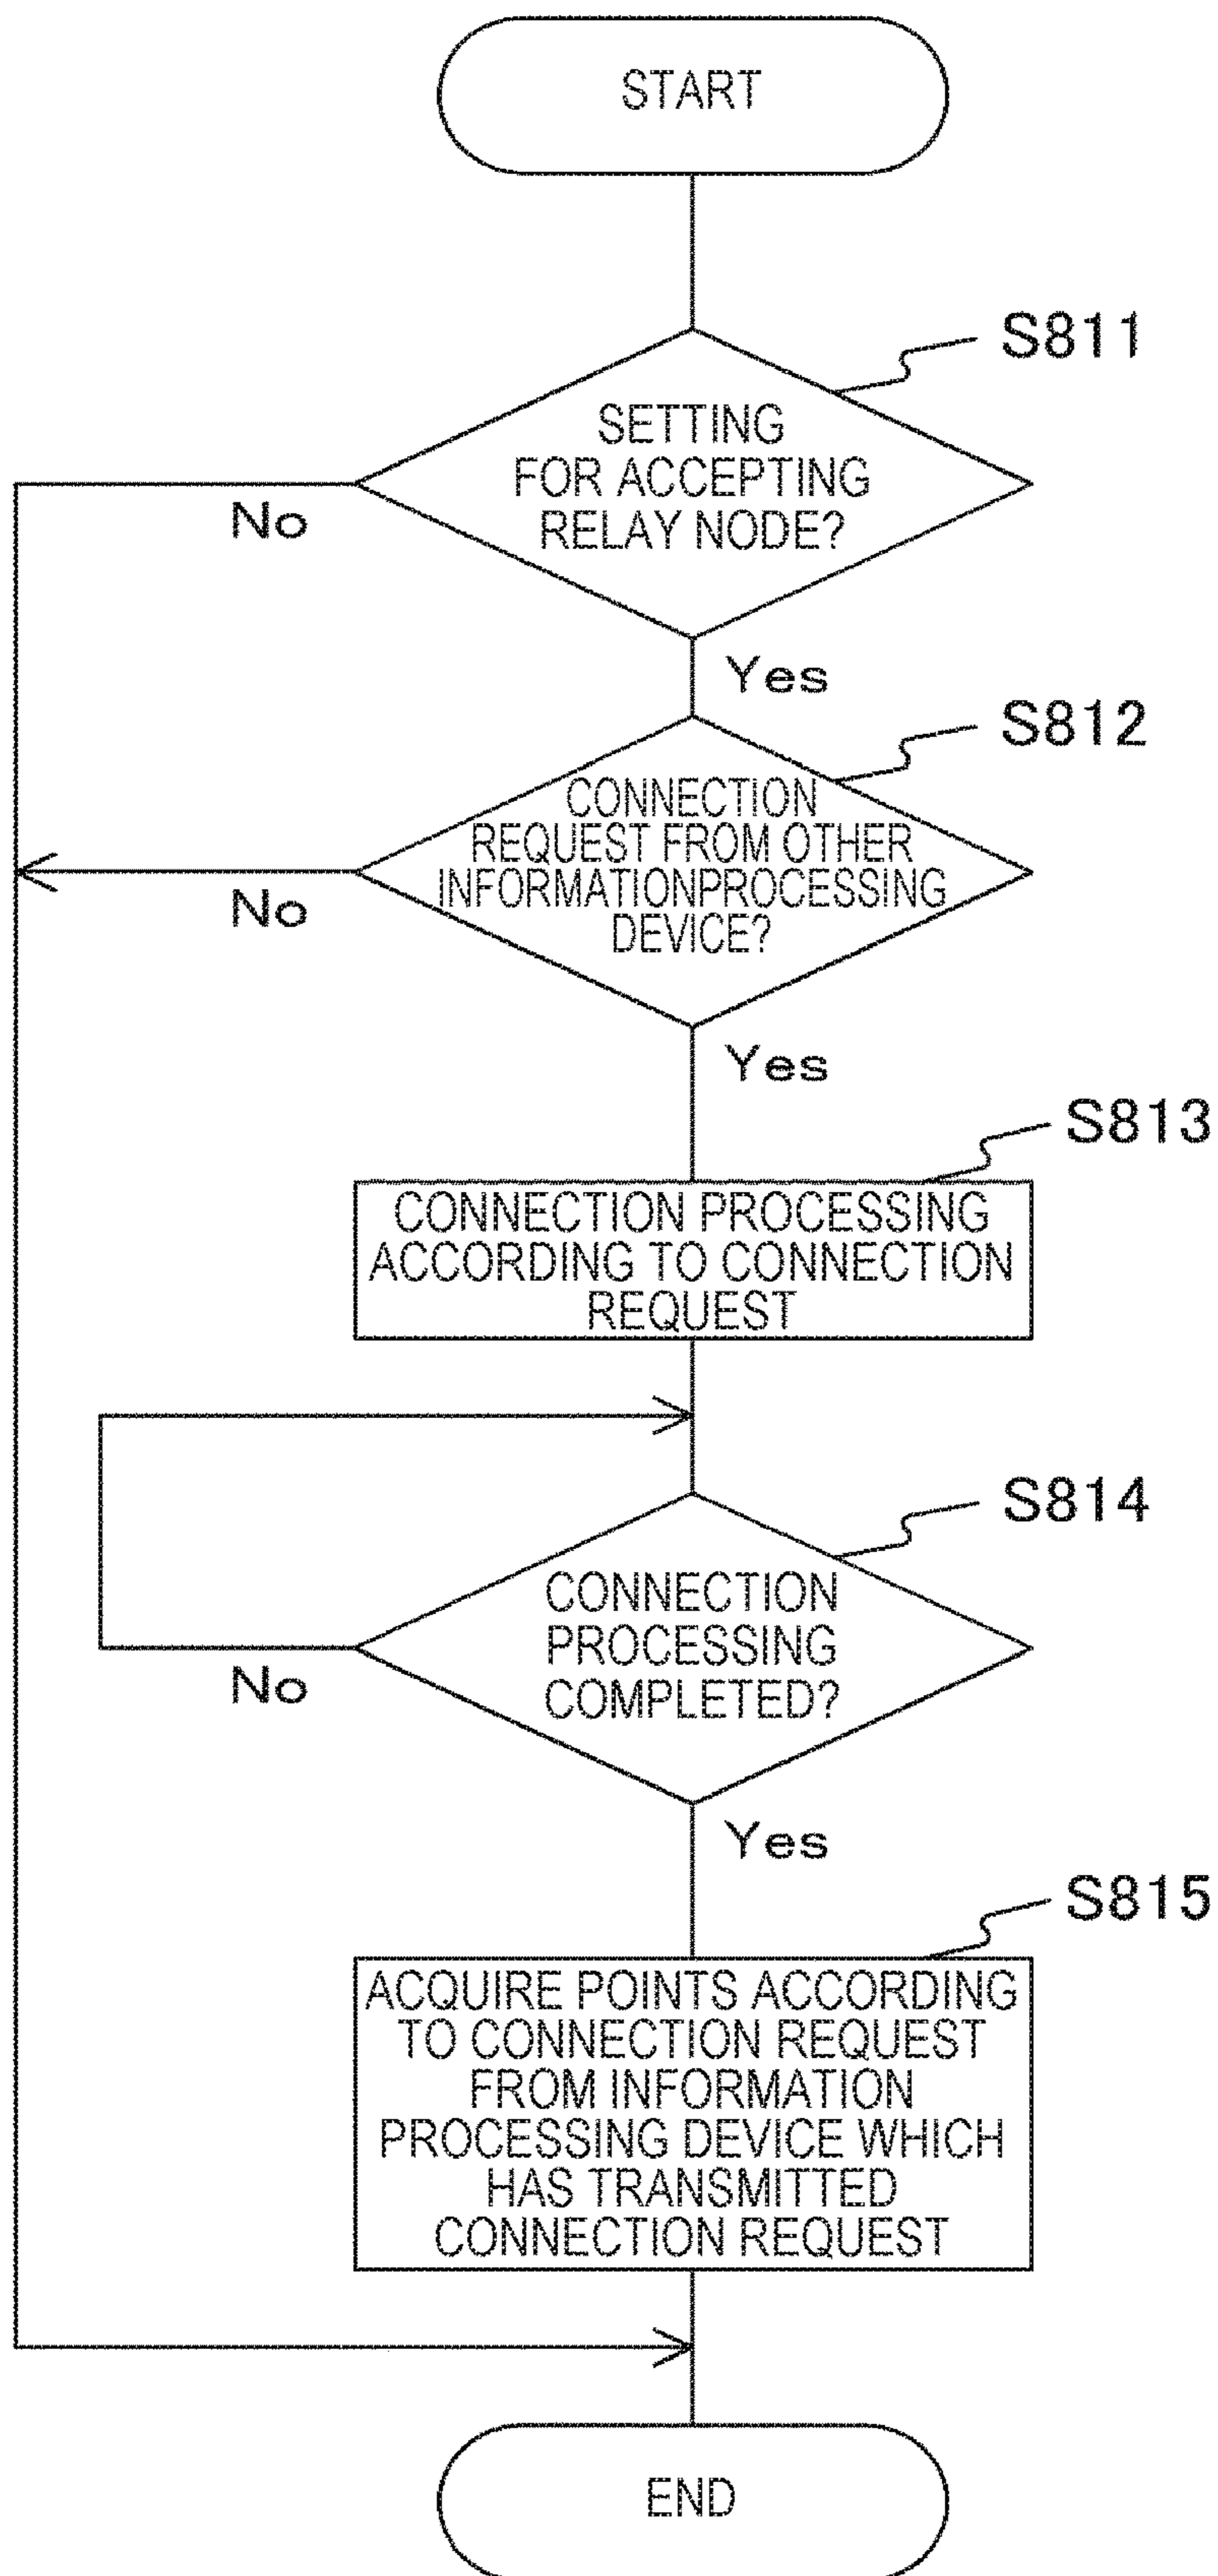 START
S811
SETTING
FOR ACCEPTING
RELAY NODE?
No
Yes
S812
CONNECTION
REQUEST FROM OTHER
INFORMATIONPROCESSING
DEVICE?
No
Yes
S813
CONNECTION PROCESSING
ACCORDING TO CONNECTION
REQUEST
S814
CONNECTION
PROCESSING
COMPLETED?
No
Yes
S815
ACQUIRE POINTS ACCORDING
TO CONNECTION REQUEST
FROM INFORMATION
PROCESSING DEVICE WHICH
HAS TRANSMITTED
CONNECTION REQUEST
END